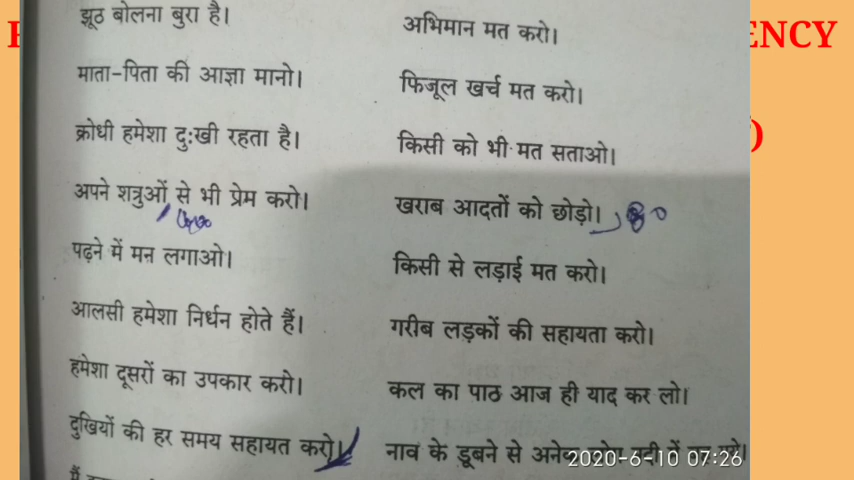 ENCY
)
झूठ बोलना बुरा है।
माता-पिता की आज्ञा मानो।
क्रोधी हमेशा दुःखी रहता है।
अपने शत्रुओं से भी प्रेम करो।
पढ़ने में मन लगाओ।
आलसी हमेशा निर्धन होते हैं।
हमेशा दूसरों का उपकार करो।
दुखियों की हर समय सहायत करो।
अभिमान मत करो।
फिजूल खर्च मत करो।
किसी को भी मत सताओ।
खराब आदतों को छोड़ो।
किसी से लड़ाई मत करो।
गरीब लड़कों की सहायता करो।
कल का पाठ आज ही याद कर लो।
नाव के डूबने से अनेक
2020-6-10 07:26